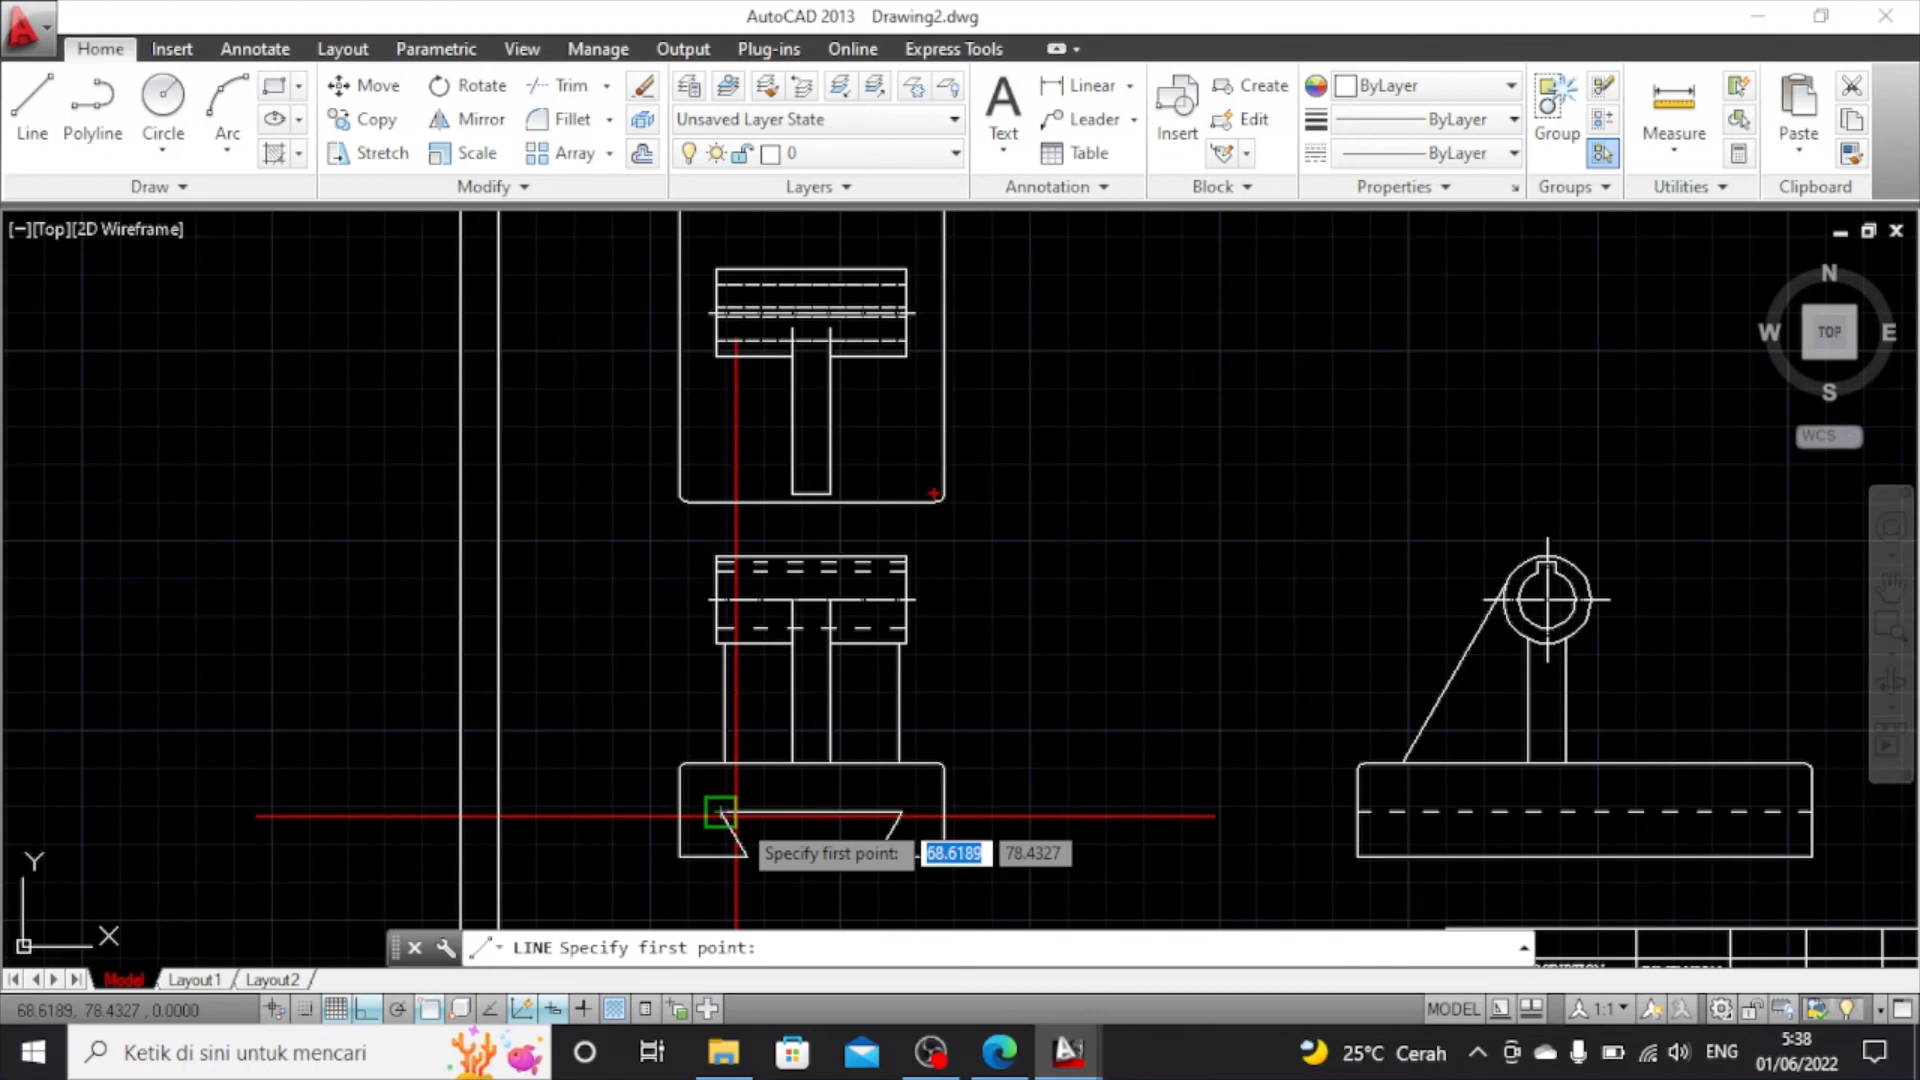 AutoCAD 2013 Drawing2.dwg
Home Insert Annotate Layout Parametric View Manage Output Plug-ins Online Express Tools
Move Rotate Trim Linear Create ByLayer
Line Polyline Circle Arc Copy Mirror Fillet Unsaved Layer State Text Leader Insert Edit ByLayer Group Measure Paste
Stretch Scale Array 0 Table ByLayer
Draw Modify Layers Annotation Block Properties Groups Utilities Clipboard
[−][Top][2D Wireframe]
N
W TOP E
S
WCS
Specify first point: 68.6189 78.4327
Y
X
LINE Specify first point:
Model Layout1 Layout2
68.6189, 78.4327, 0.0000 MODEL 1:1
Ketik di sini untuk mencari 25°C Cerah ENG 5:38
01/06/2022